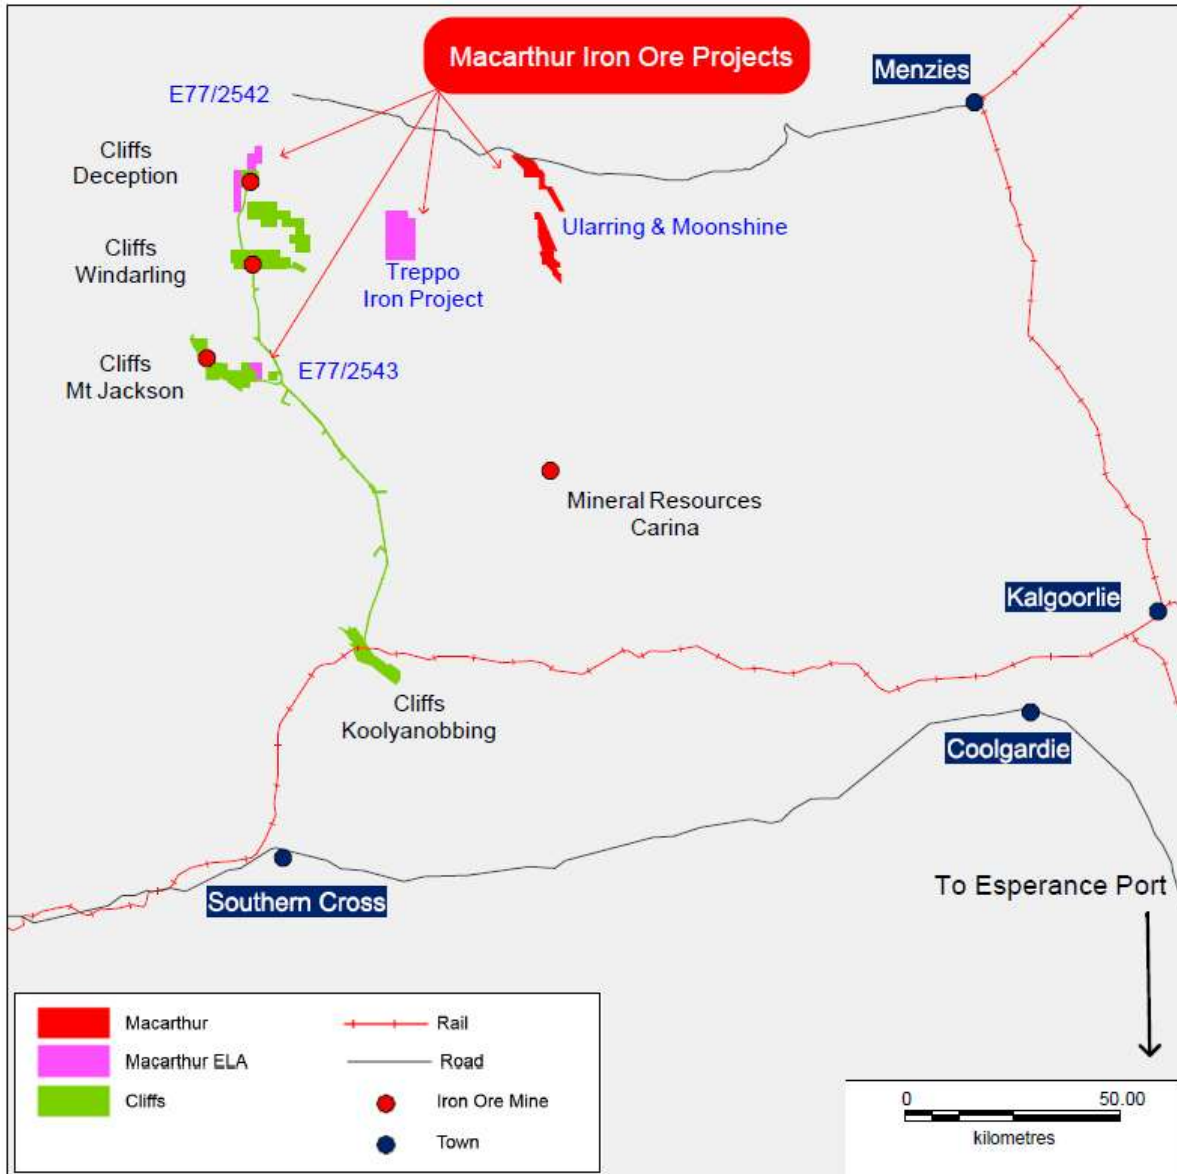 Macarthur Iron Ore Projects
Menzies
E77/2542
Cliffs
Deception
Ularring & Moonshine
Cliffs
Windarling
Treppo
Iron Project
Cliffs
Mt Jackson
E77/2543
Mineral Resources
Carina
Kalgoorlie
Cliffs
Koolyanobbing
Coolgardie
Southern Cross
To Esperance Port
Macarthur
Rail
Macarthur ELA
Road
Cliffs
Iron Ore Mine
Town
0 50.00
kilometres